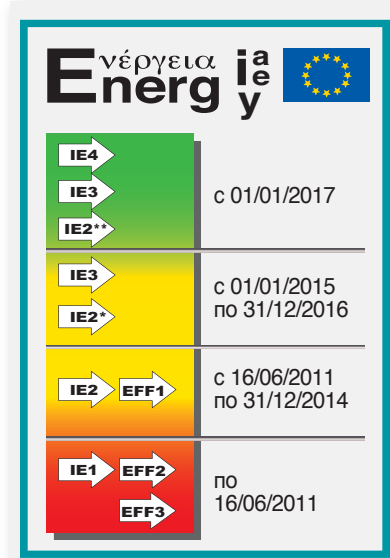 Ενέργεια
Energ ia
e
y
IE4
IE3
IE2**
с 01/01/2017
IE3
IE2*
с 01/01/2015
по 31/12/2016
IE2 EFF1
с 16/06/2011
по 31/12/2014
IE1 EFF2
EFF3
по
16/06/2011